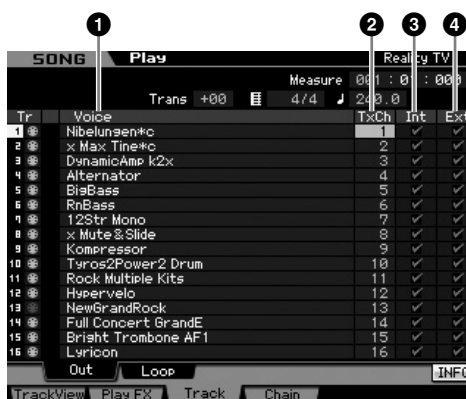 1 2 3 4
SONG Play Reality TV
Measure 001 : 01 : 000
Trans +00 4/4 240.0
Tr Voice TxCh Int Ext
1 Nibelungen*c 1
2 x Max Tine*c 2
3 DynamicAmp k2x 3
4 Alternator 4
5 BigBass 5
6 RnBass 6
7 12Str Mono 7
8 x Mute&Slide 8
9 Kompressor 9
10 Tyros2Power2 Drum 10
11 Rock Multiple Kits 11
12 Hypervelo 12
13 NewGrandRock 13
14 Full Concert GrandE 14
15 Bright Trombone AF1 15
16 Lyricon 16
Out Loop INFO
TrackView Play FX Track Chain